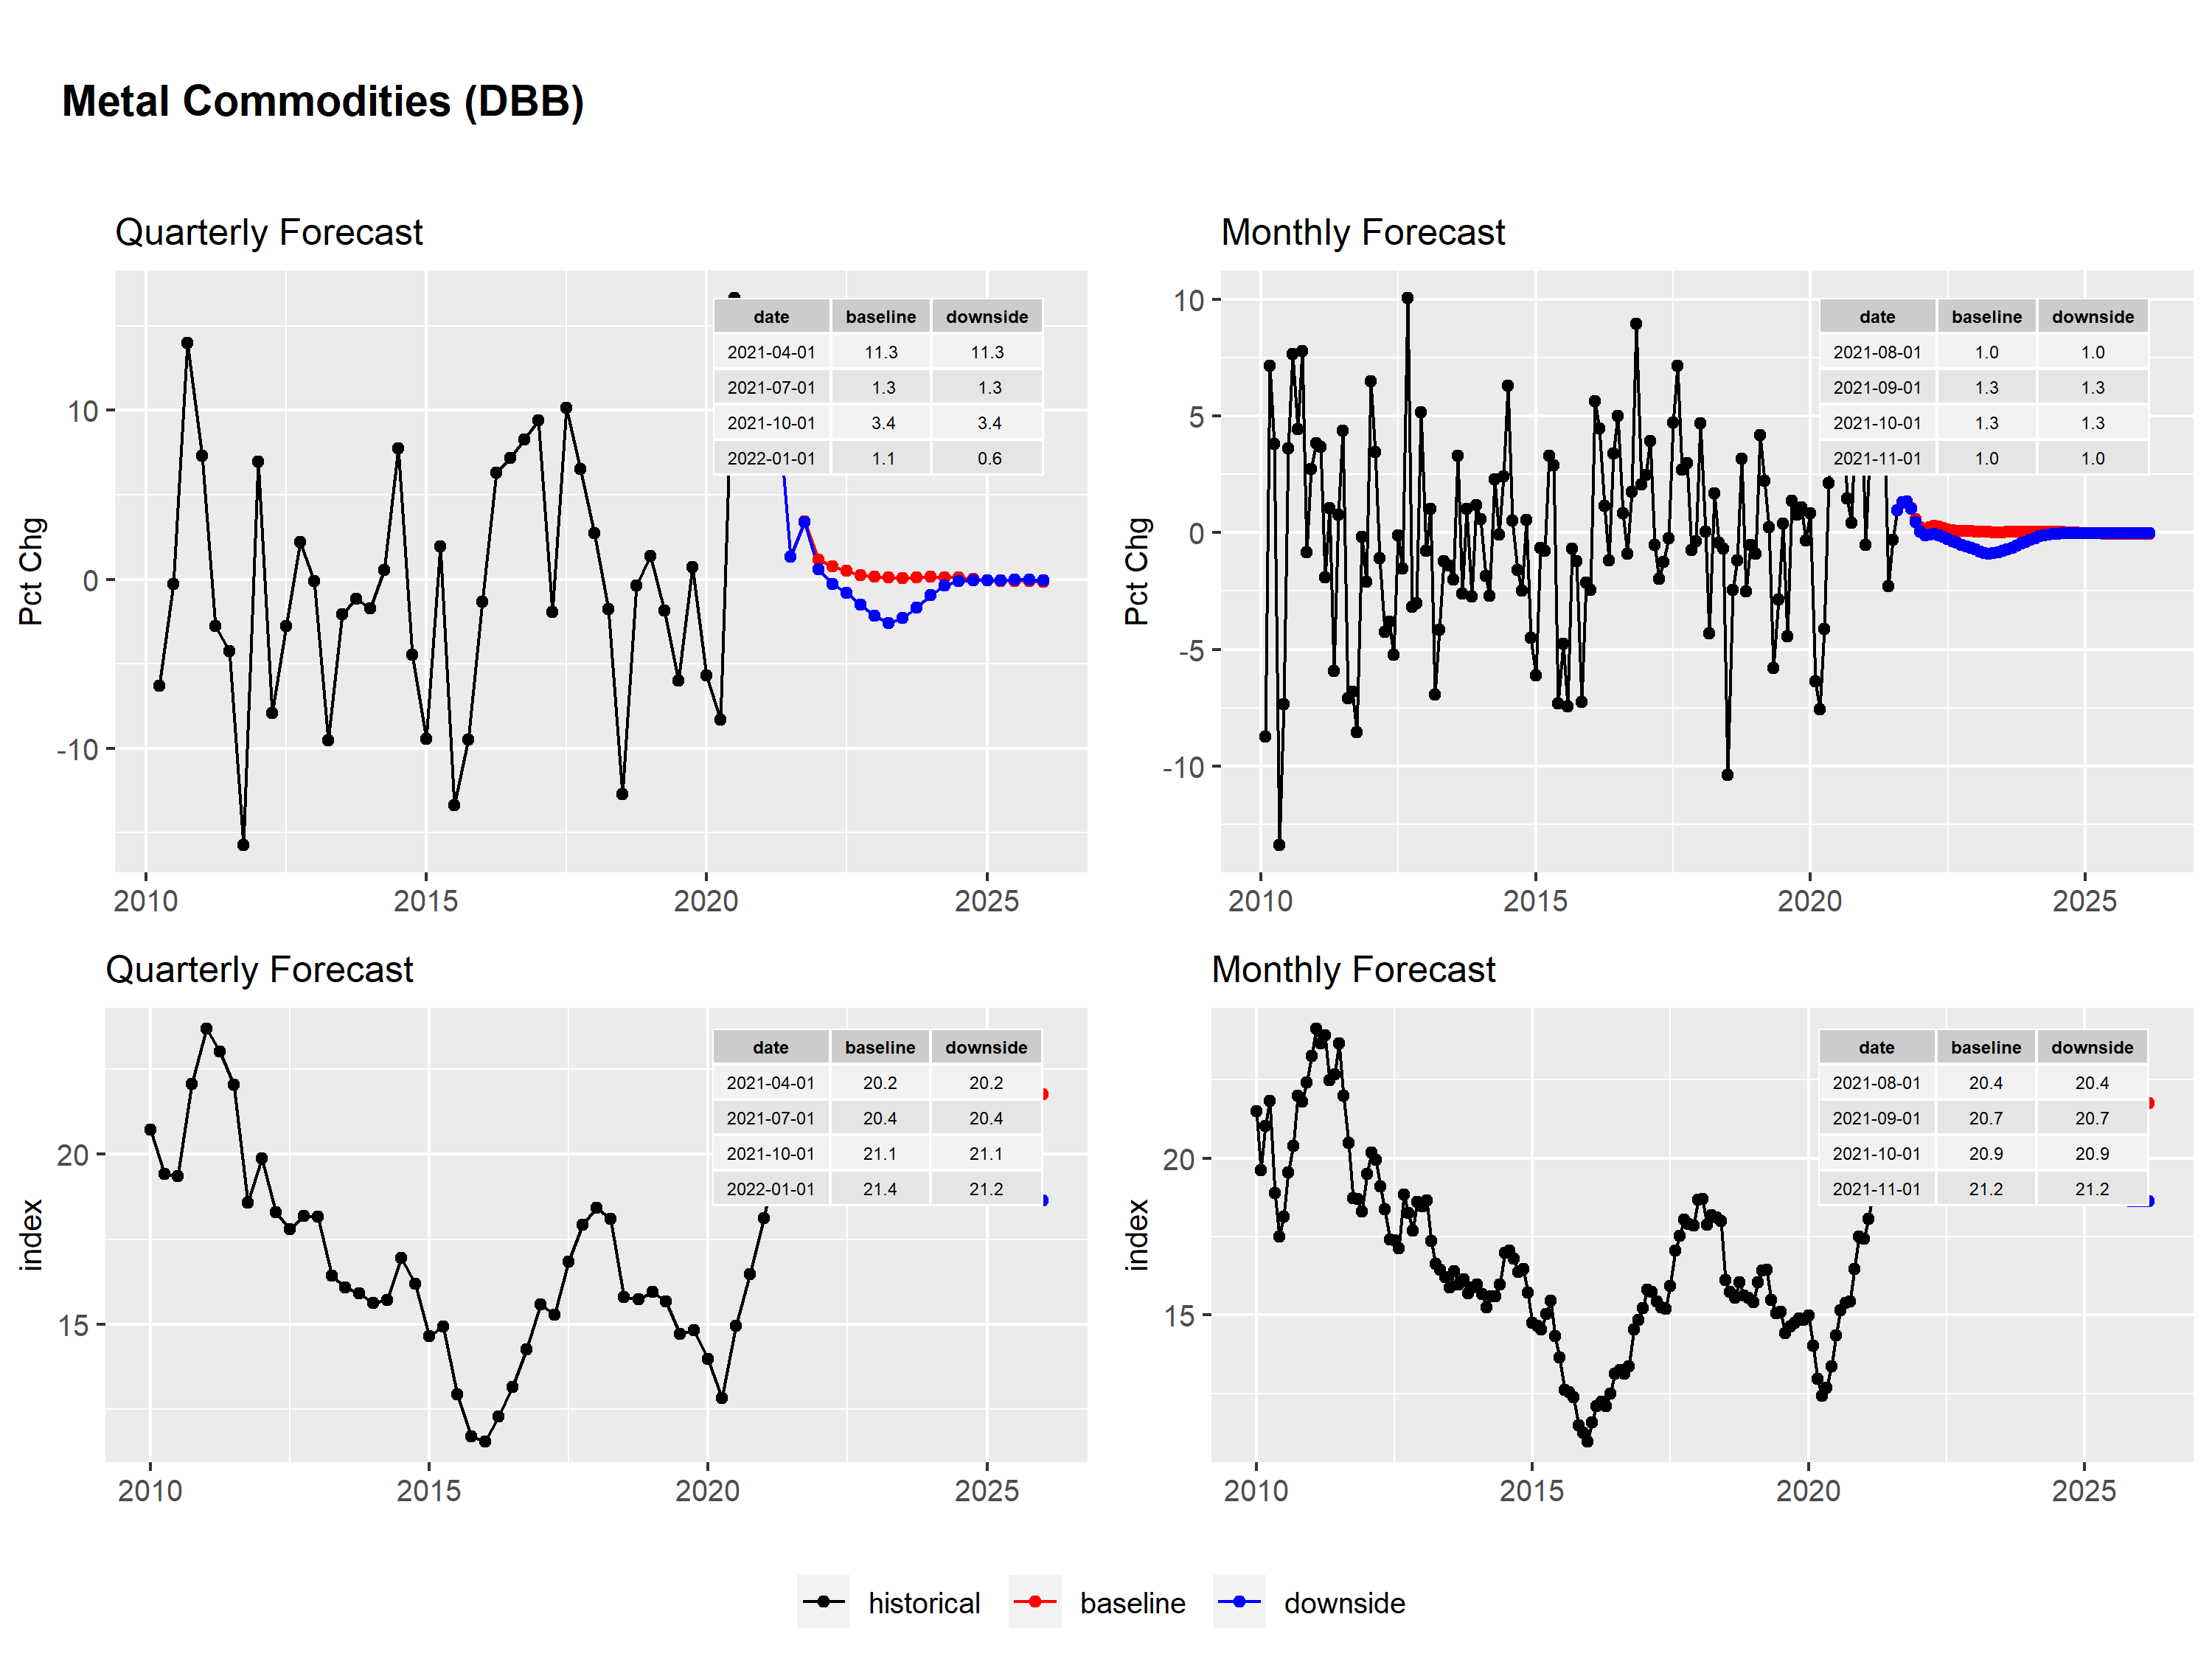 Metal Commodities (DBB)
Quarterly Forecast
Pct Chg
10
0
-10
date baseline downside
2021-04-01 11.3 11.3
2021-07-01 1.3 1.3
2021-10-01 3.4 3.4
2022-01-01 1.1 0.6
2010 2015 2020 2025
Monthly Forecast
Pct Chg
10
5
0
-5
-10
date baseline downside
2021-08-01 1.0 1.0
2021-09-01 1.3 1.3
2021-10-01 1.3 1.3
2021-11-01 1.0 1.0
2010 2015 2020 2025
Quarterly Forecast
index
20
15
date baseline downside
2021-04-01 20.2 20.2
2021-07-01 20.4 20.4
2021-10-01 21.1 21.1
2022-01-01 21.4 21.2
2010 2015 2020 2025
Monthly Forecast
index
20
15
date baseline downside
2021-08-01 20.4 20.4
2021-09-01 20.7 20.7
2021-10-01 20.9 20.9
2021-11-01 21.2 21.2
2010 2015 2020 2025
historical baseline downside